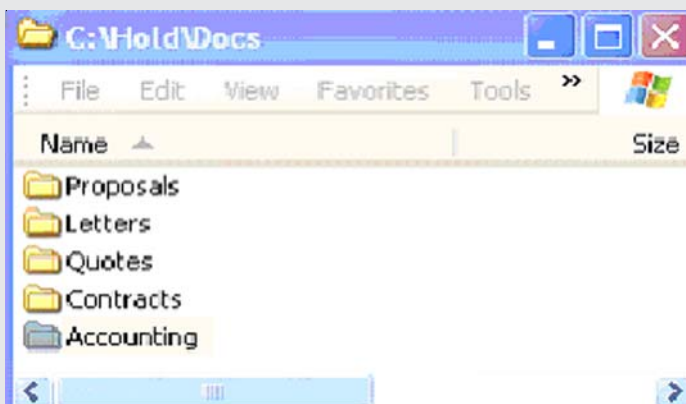 C:\Hold\Docs
File Edit View Favorites Tools »
Name Size
Proposals
Letters
Quotes
Contracts
Accounting